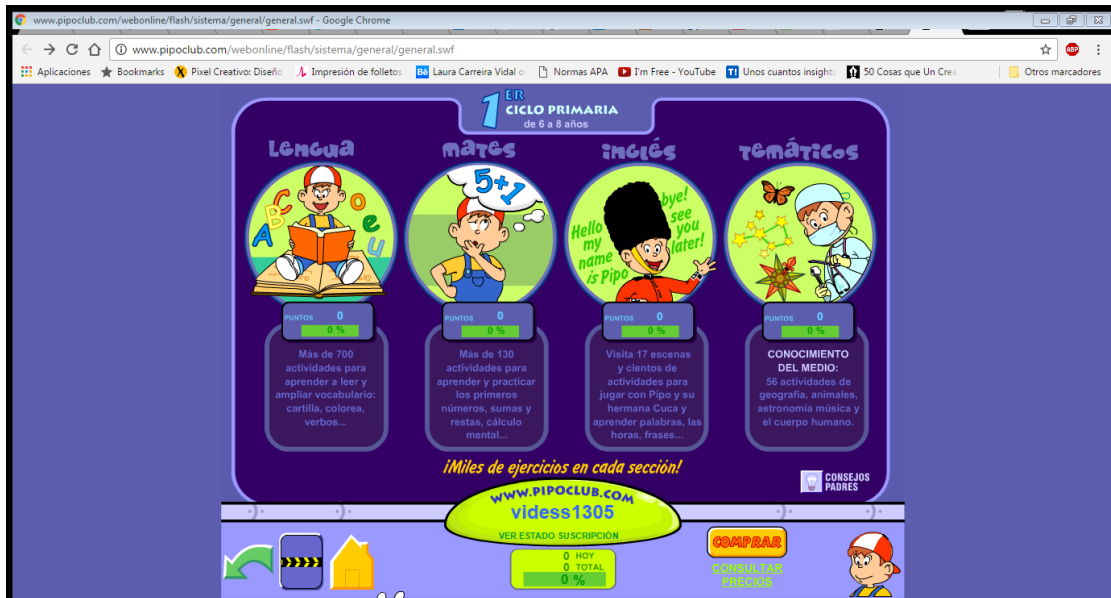 www.pipoclub.com/webonline/flash/sistema/general/general.swf - Google Chrome
www.pipoclub.com/webonline/flash/sistema/general/general.swf
ABP
Aplicaciones Bookmarks Pixel Creativo: Diseño Impresión de folletos Bē Laura Carreira Vidal Normas APA I'm Free - YouTube TI Unos cuantos insights 50 Cosas que Un Crea Otros marcadores
1ER CICLO PRIMARIA
de 6 a 8 años
Lengua mates inglés Temáticos
A B C o e u
5+1
Hello my name is Pipo
bye! see you later!
PUNTOS 0 PUNTOS 0 PUNTOS 0 PUNTOS 0
0 % 0 % 0 % 0 %
Más de 700
actividades para
aprender a leer y
ampliar vocabulario:
cartilla, colorea,
verbos...
Más de 130
actividades para
aprender y practicar
los primeros
números, sumas y
restas, cálculo
mental...
Visita 17 escenas
y cientos de
actividades para
jugar con Pipo y su
hermana Cuca y
aprender palabras, las
horas, frases...
CONOCIMIENTO
DEL MEDIO:
56 actividades de
geografía, animales,
astronomía música y
el cuerpo humano.
¡Miles de ejercicios en cada sección!
CONSEJOS
PADRES
WWW.PIPOCLUB.COM
videss1305
VER ESTADO SUSCRIPCIÓN
0 HOY
0 TOTAL
0 %
COMPRAR
CONSULTAR
PRECIOS